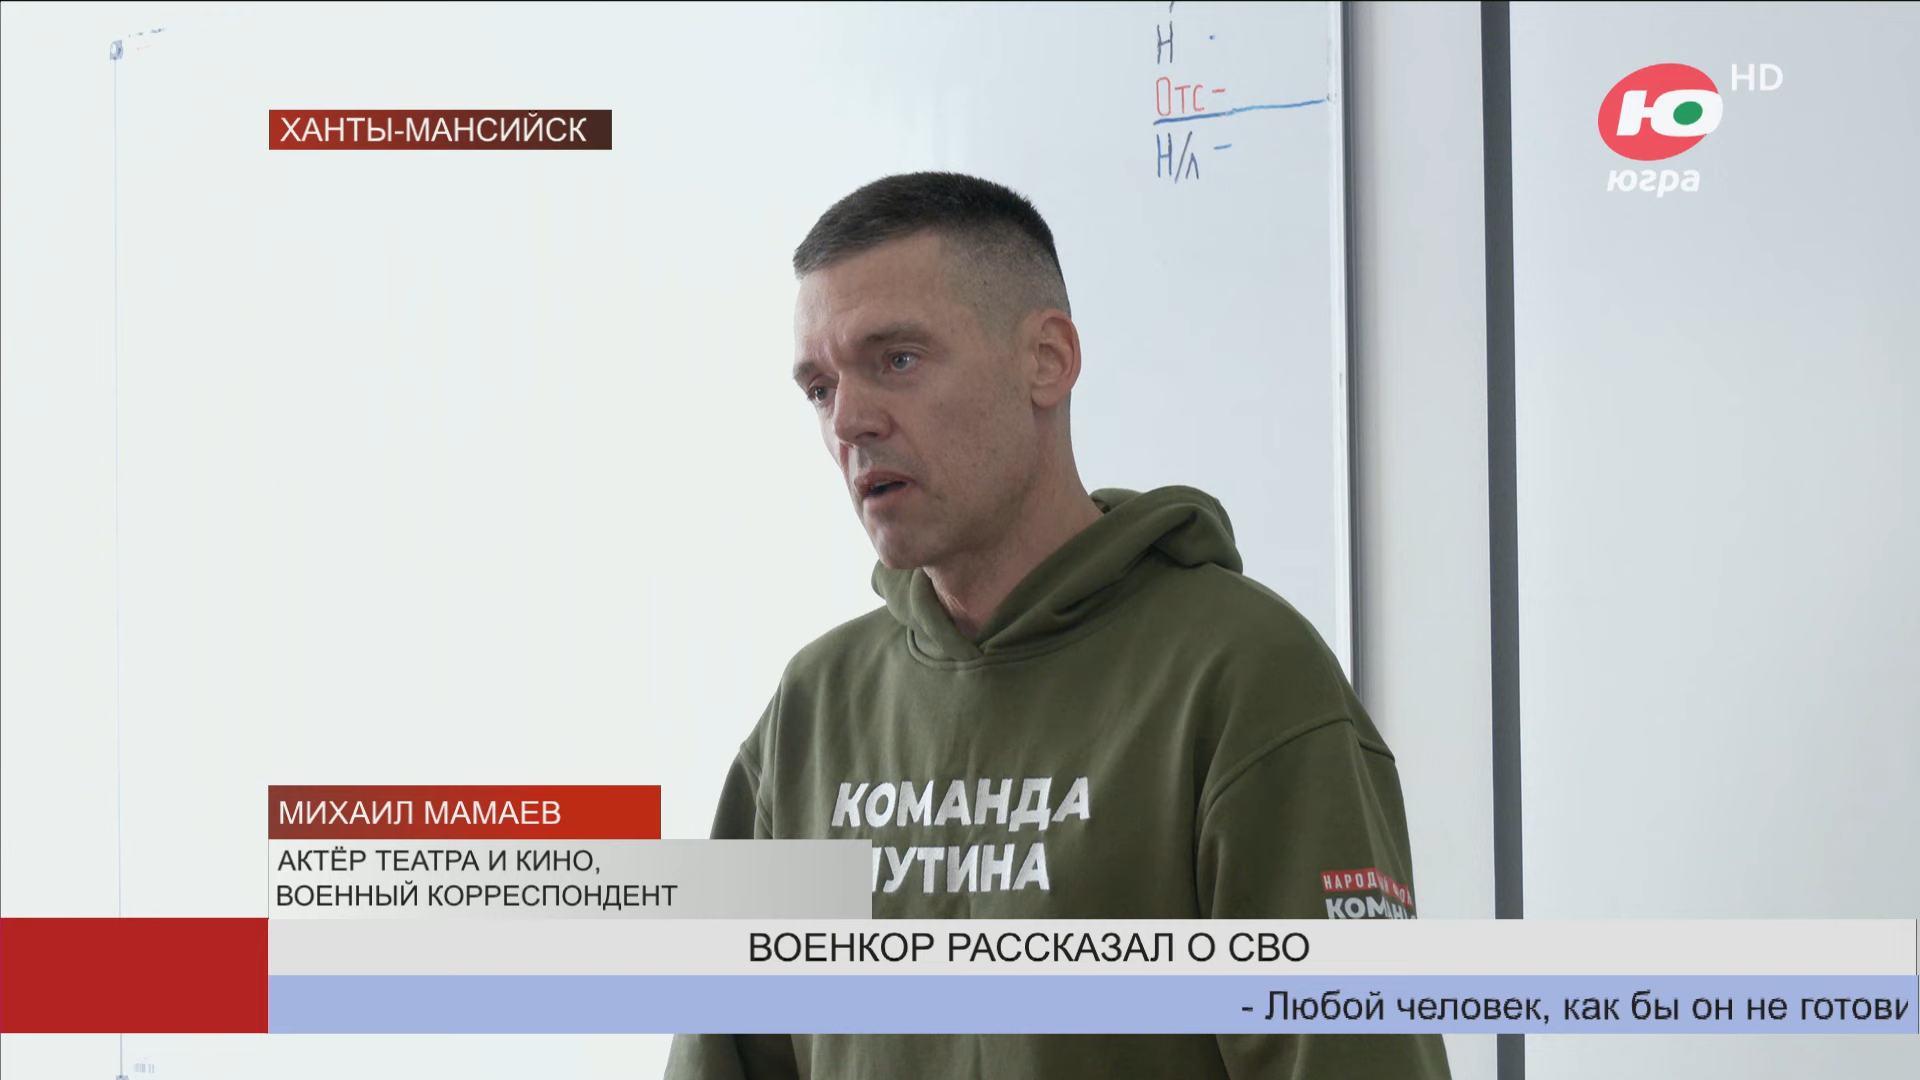 Н -
Отс -
Н/л -
HD
Ю
югра
ХАНТЫ-МАНСИЙСК
КОМАНДА
ПУТИНА
МИХАИЛ МАМАЕВ
АКТЁР ТЕАТРА И КИНО,
ВОЕННЫЙ КОРРЕСПОНДЕНТ
ВОЕНКОР РАССКАЗАЛ О СВО
- Любой человек, как бы он не готови